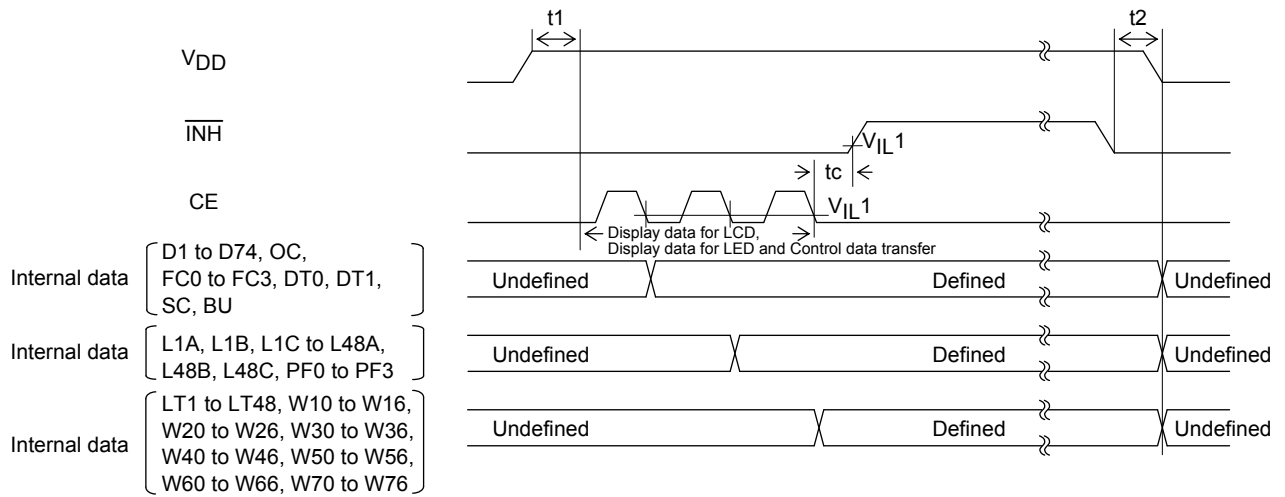 t1
t2
VDD
INH
VIL1
tc
CE
VIL1
Display data for LCD,
Display data for LED and Control data transfer
Internal data
D1 to D74, OC,
FC0 to FC3, DT0, DT1,
SC, BU
Undefined
Defined
Undefined
Internal data
L1A, L1B, L1C to L48A,
L48B, L48C, PF0 to PF3
Undefined
Defined
Undefined
Internal data
LT1 to LT48, W10 to W16,
W20 to W26, W30 to W36,
W40 to W46, W50 to W56,
W60 to W66, W70 to W76
Undefined
Defined
Undefined